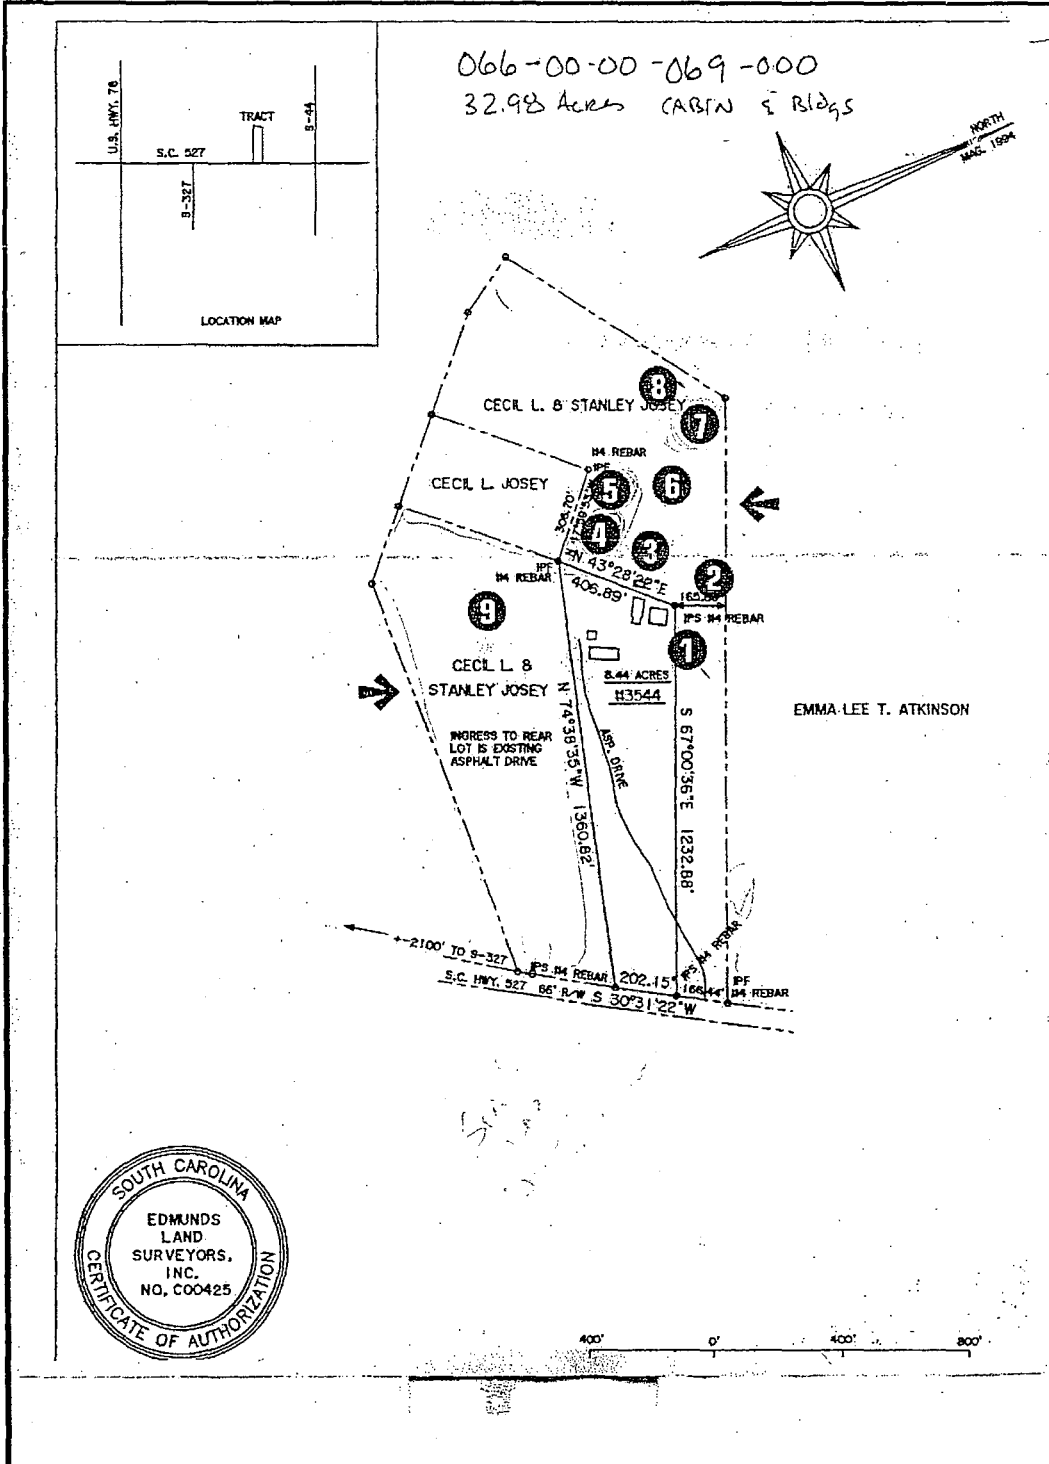 066-00-00-069-000
32.98 Acres CABIN & Bldgs
U.S. HWY. 76
TRACT
S-44
S.C. 527
S-327
LOCATION MAP
NORTH
MAG. 1994
8
CECIL L. & STANLEY JOSEY
7
#4 REBAR
IPF
CECIL L. JOSEY
5
6
306.70'
4
3
N 43°28'22"E
406.89'
IPF
#4 REBAR
2
IPS #4 REBAR
9
1
CECIL L. &
STANLEY JOSEY
8.44 ACRES
#3544
EMMA LEE T. ATKINSON
INGRESS TO REAR
LOT IS EXISTING
ASPHALT DRIVE
N 74°38'35"W 1360.82'
ASP. DRIVE
S 67°00'36"E 1232.88'
+-2100' TO S-327
IPS #4 REBAR
202.15'
IPS #4 REBAR
166.44'
IPF
#4 REBAR
S.C. HWY. 527 66' R/W S 30°31'22"W
SOUTH CAROLINA
EDMUNDS
LAND
SURVEYORS,
INC.
NO. C00425
CERTIFICATE OF AUTHORIZATION
400' 0' 400' 800'